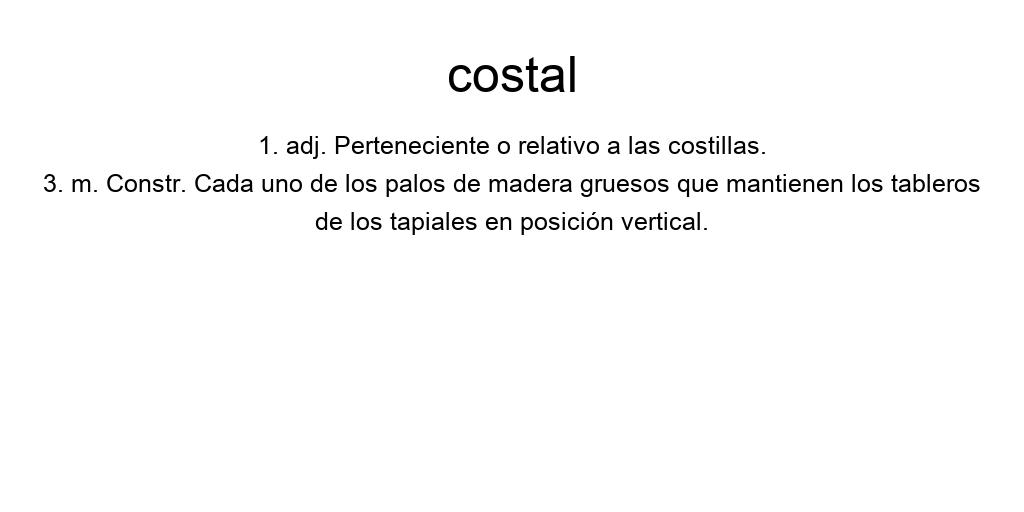 costal
1. adj. Perteneciente o relativo a las costillas.
3. m. Constr. Cada uno de los palos de madera gruesos que mantienen los tableros
de los tapiales en posición vertical.